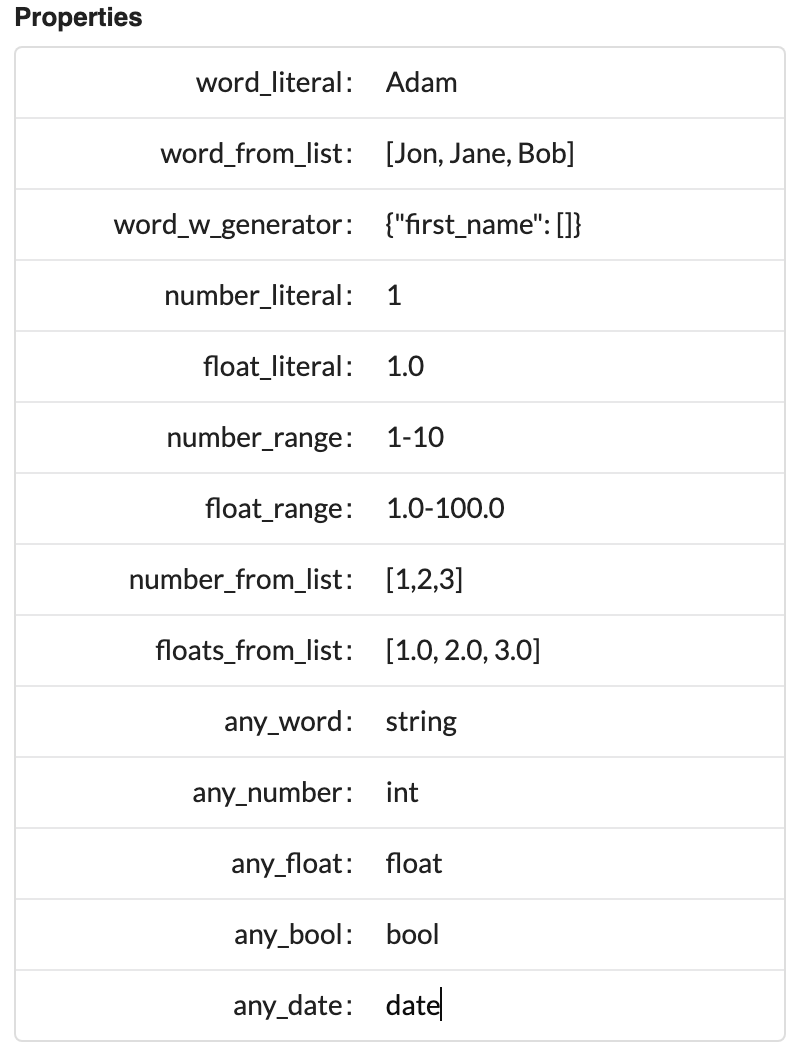 Properties
word_literal: Adam
word_from_list: [Jon, Jane, Bob]
word_w_generator: {"first_name": []}
number_literal: 1
float_literal: 1.0
number_range: 1-10
float_range: 1.0-100.0
number_from_list: [1,2,3]
floats_from_list: [1.0, 2.0, 3.0]
any_word: string
any_number: int
any_float: float
any_bool: bool
any_date: date